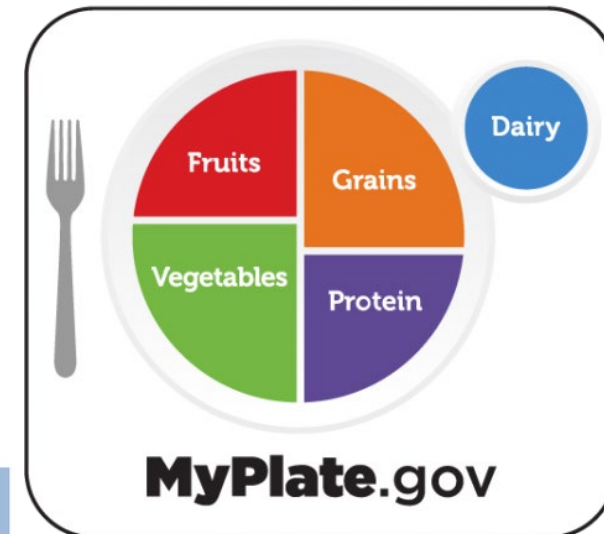 Dairy
Fruits
Grains
Vegetables
Protein
MyPlate.gov